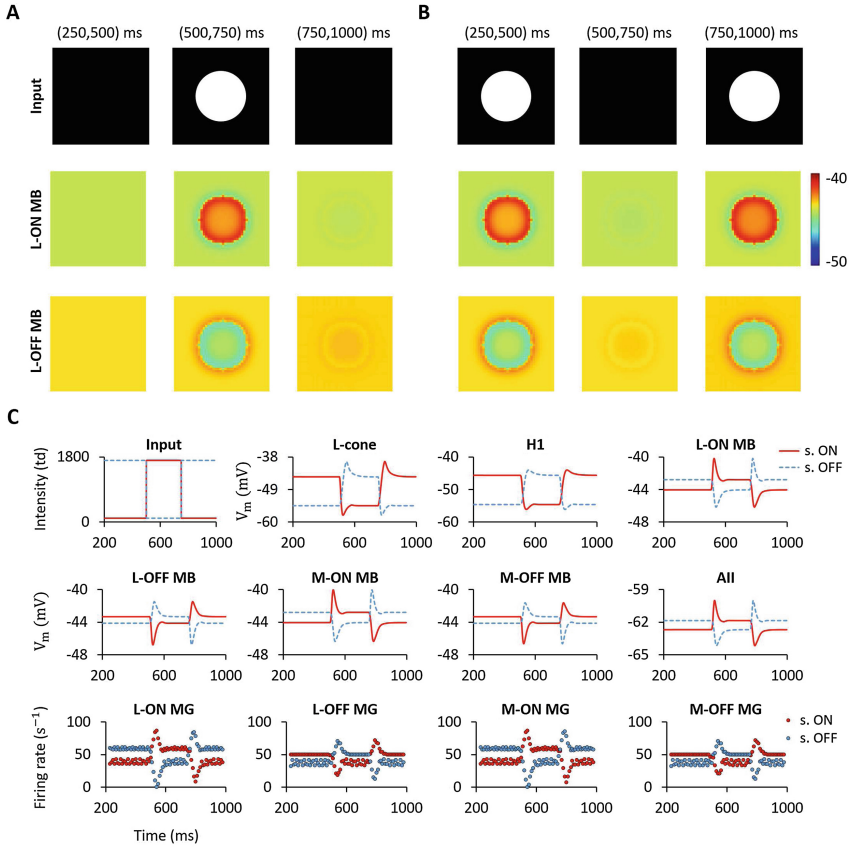 A
B
(250,500) ms
(500,750) ms
(750,1000) ms
(250,500) ms
(500,750) ms
(750,1000) ms
Input
L-ON MB
-40
-50
L-OFF MB
C
Input
L-cone
H1
L-ON MB
Intensity (td)
1800
0
200
600
1000
Vm (mV)
-38
-49
-60
200
600
1000
-40
-50
-60
200
600
1000
-40
-44
-48
200
600
1000
s. ON
s. OFF
L-OFF MB
M-ON MB
M-OFF MB
AII
Vm (mV)
-40
-44
-48
200
600
1000
-40
-44
-48
200
600
1000
-40
-44
-48
200
600
1000
-59
-62
-65
200
600
1000
L-ON MG
L-OFF MG
M-ON MG
M-OFF MG
Firing rate (s⁻¹)
100
50
0
200
600
1000
100
50
0
200
600
1000
100
50
0
200
600
1000
100
50
0
200
600
1000
s. ON
s. OFF
Time (ms)